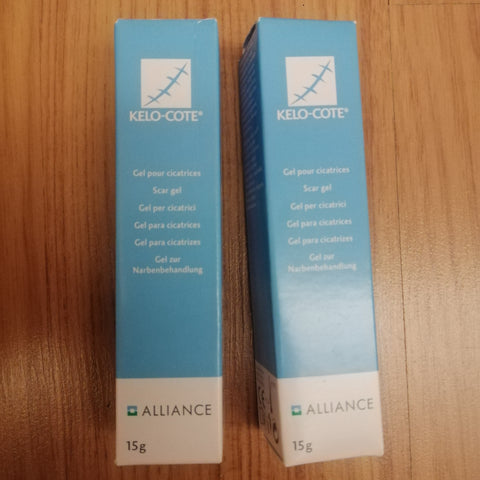 KELO-COTE®
Gel pour cicatrices
Scar gel
Gel per cicatrici
Gel para cicatrices
Gel para cicatrizes
Gel zur
Narbenbehandlung
ALLIANCE
15g
KELO-COTE®
Gel pour cicatrices
Scar gel
Gel per cicatrici
Gel para cicatrices
Gel para cicatrizes
Gel zur
Narbenbehandlung
ALLIANCE
15g